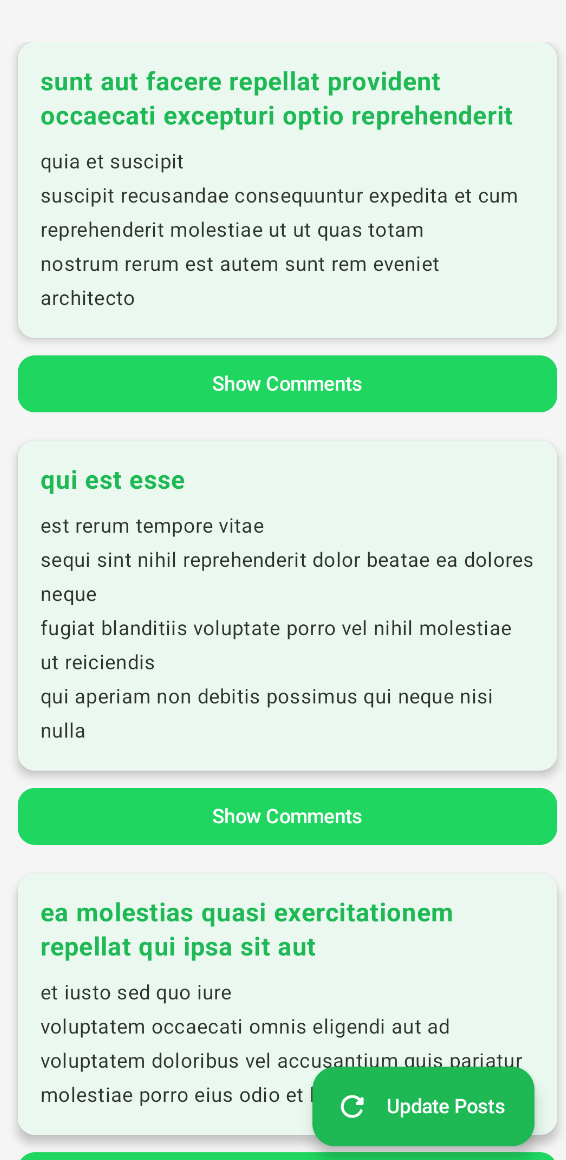 sunt aut facere repellat provident
occaecati excepturi optio reprehenderit
quia et suscipit
suscipit recusandae consequuntur expedita et cum
reprehenderit molestiae ut ut quas totam
nostrum rerum est autem sunt rem eveniet
architecto
Show Comments
qui est esse
est rerum tempore vitae
sequi sint nihil reprehenderit dolor beatae ea dolores
neque
fugiat blanditiis voluptate porro vel nihil molestiae
ut reiciendis
qui aperiam non debitis possimus qui neque nisi
nulla
Show Comments
ea molestias quasi exercitationem
repellat qui ipsa sit aut
et iusto sed quo iure
voluptatem occaecati omnis eligendi aut ad
voluptatem doloribus vel accusantium quis pariatur
molestiae porro eius odio et
Update Posts